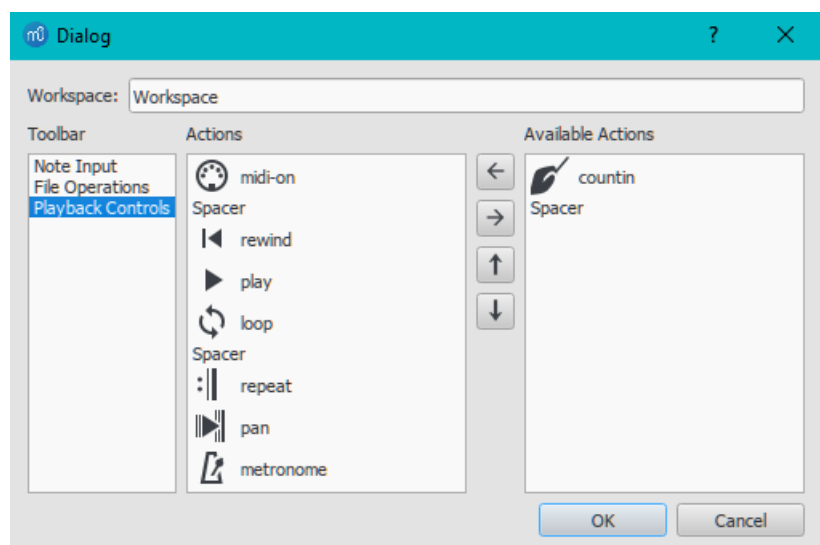 Dialog
Workspace: Workspace
Toolbar
Note Input
File Operations
Playback Controls
Actions
midi-on
Spacer
rewind
play
loop
Spacer
repeat
pan
metronome
Available Actions
countin
Spacer
OK
Cancel